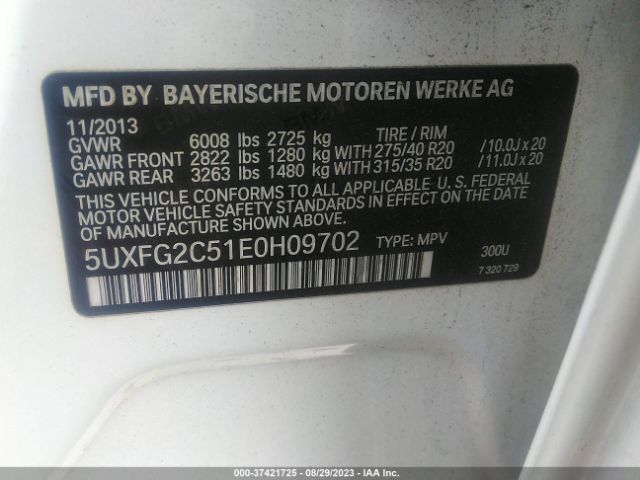 MFD BY BAYERISCHE MOTOREN WERKE AG
11/2013 TIRE / RIM
GVWR 6008 lbs 2725 kg
GAWR FRONT 2822 lbs 1280 kg WITH 275/40 R20 /10.0J x 20
GAWR REAR 3263 lbs 1480 kg WITH 315/35 R20 /11.0J x 20
THIS VEHICLE CONFORMS TO ALL APPLICABLE U. S. FEDERAL
MOTOR VEHICLE SAFETY STANDARDS IN EFFECT ON THE DATE
OF MANUFACTURE SHOWN ABOVE.
5UXFG2C51E0H09702 TYPE: MPV 300U
7 320 729
000-37421725 - 08/29/2023 - IAAI.com